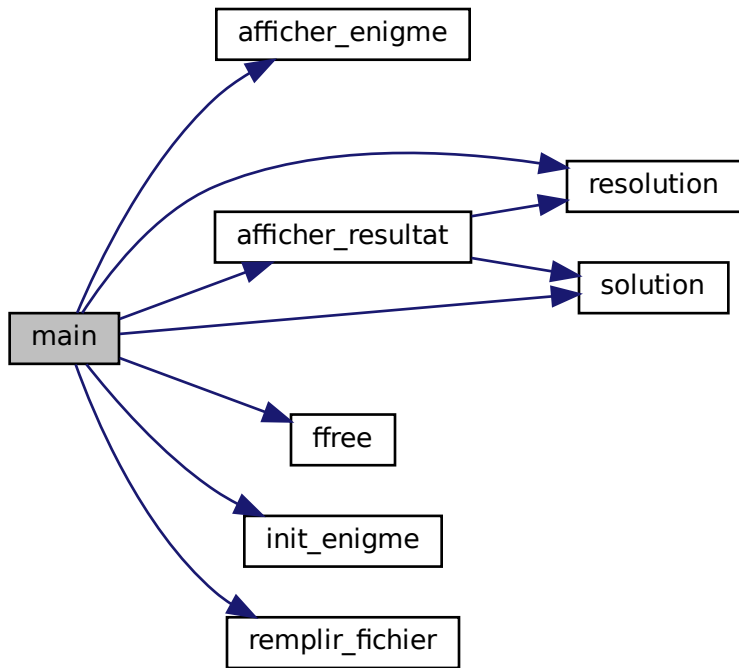 afficher_enigme
resolution
afficher_resultat
solution
main
ffree
init_enigme
remplir_fichier